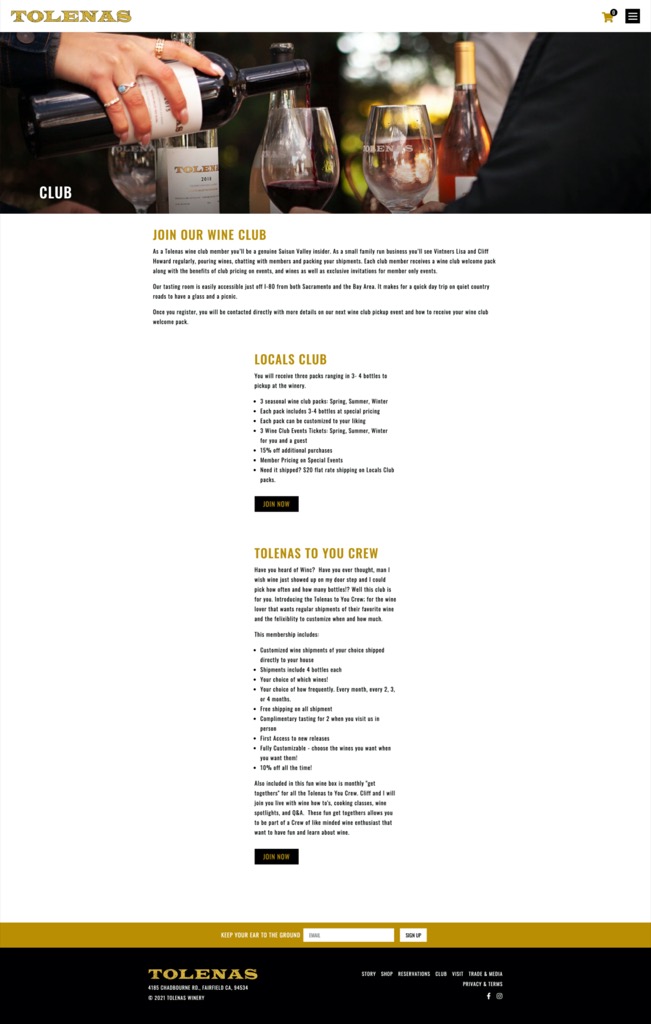 TOLENAS
0
TOLENAS
TOLENAS
2016
TOLENAS
CLUB
JOIN OUR WINE CLUB
As a Tolenas wine club member you'll be a genuine Suisun Valley insider. As a small family run business you'll see Vintners Lisa and Cliff
Howard regularly, pouring wines, chatting with members and packing your shipments. Each club member receives a wine club welcome pack
along with the benefits of club pricing on events, and wines as well as exclusive invitations for member only events.
Our tasting room is easily accessible just off I-80 from both Sacramento and the Bay Area. It makes for a quick day trip on quiet country
roads to have a glass and a picnic.
Once you register, you will be contacted directly with more details on our next wine club pickup event and how to receive your wine club
welcome pack.
LOCALS CLUB
You will receive three packs ranging in 3- 4 bottles to
pickup at the winery.
• 3 seasonal wine club packs: Spring, Summer, Winter
• Each pack includes 3-4 bottles at special pricing
• Each pack can be customized to your liking
• 3 Wine Club Events Tickets: Spring, Summer, Winter
for you and a guest
• 15% off additional purchases
• Member Pricing on Special Events
• Need it shipped? $20 flat rate shipping on Locals Club
packs.
JOIN NOW
TOLENAS TO YOU CREW
Have you heard of Winc?  Have you ever thought, man I
wish wine just showed up on my door step and I could
pick how often and how many bottles!? Well this club is
for you. Introducing the Tolenas to You Crew; for the wine
lover that wants regular shipments of their favorite wine
and the felixiblity to customize when and how much.
This membership includes:
• Customized wine shipments of your choice shipped
directly to your house
• Shipments include 4 bottles each
• Your choice of which wines!
• Your choice of how frequently. Every month, every 2, 3,
or 4 months.
• Free shipping on all shipment
• Complimentary tasting for 2 when you visit us in
person
• First Access to new releases
• Fully Customizable - choose the wines you want when
you want them!
• 10% off all the time!
Also included in this fun wine box is monthly "get
togethers" for all the Tolenas to You Crew. Cliff and I will
join you live with wine how to's, cooking classes, wine
spotlights, and Q&A.  These fun get togethers allows you
to be part of a Crew of like minded wine enthusiast that
want to have fun and learn about wine.
JOIN NOW
KEEP YOUR EAR TO THE GROUND EMAIL SIGN UP
TOLENAS
4185 CHADBOURNE RD., FAIRFIELD CA, 94534
© 2021 TOLENAS WINERY
STORY SHOP RESERVATIONS CLUB VISIT TRADE & MEDIA
PRIVACY & TERMS